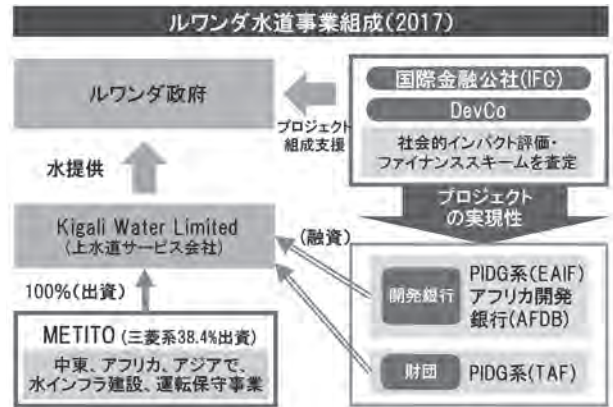 ルワンダ水道事業組成(2017)
ルワンダ政府
国際金融公社(IFC)
DevCo
社会的インパクト評価・
ファイナンススキームを査定
プロジェクト
組成支援
水提供
プロジェクト
の実現性
Kigali Water Limited
(上水道サービス会社)
(融資)
開発銀行
PIDG系(EAIF)
アフリカ開発
銀行(AFDB)
100%(出資)
METITO (三菱系38.4%出資)
中東、アフリカ、アジアで、
水インフラ建設、運転保守事業
財団
PIDG系(TAF)